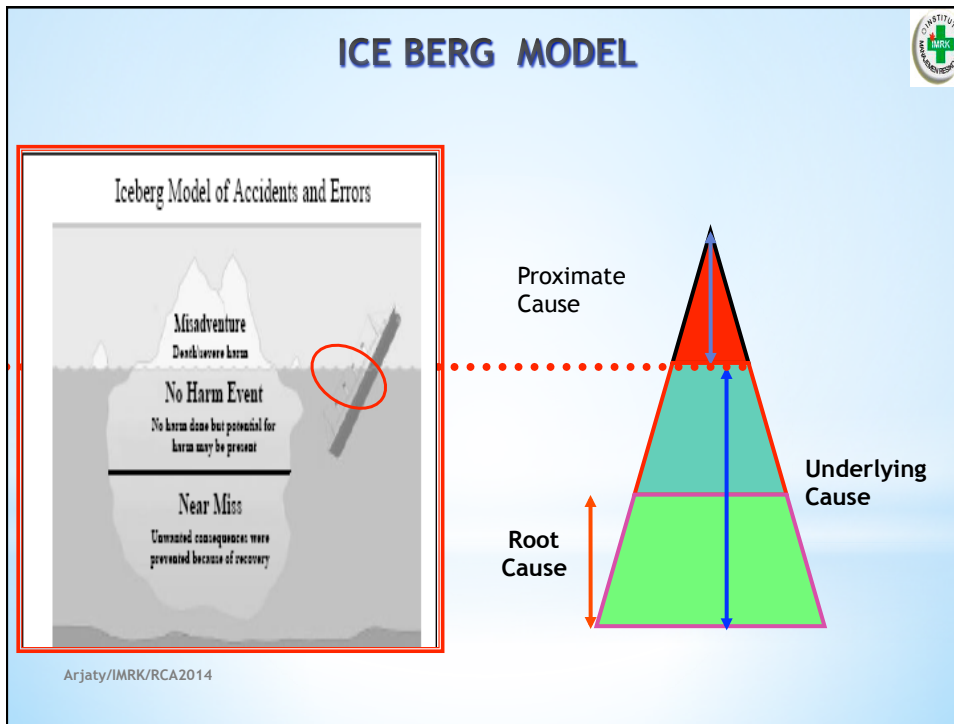 ICE BERG MODEL
INSTITUT
IMRK
Iceberg Model of Accidents and Errors
Misadventure
Death/severe harm
No Harm Event
No harm done but potential for
harm may be present
Near Miss
Unwanted consequences were
prevented because of recovery
Proximate
Cause
Underlying
Cause
Root
Cause
Arjaty/IMRK/RCA2014